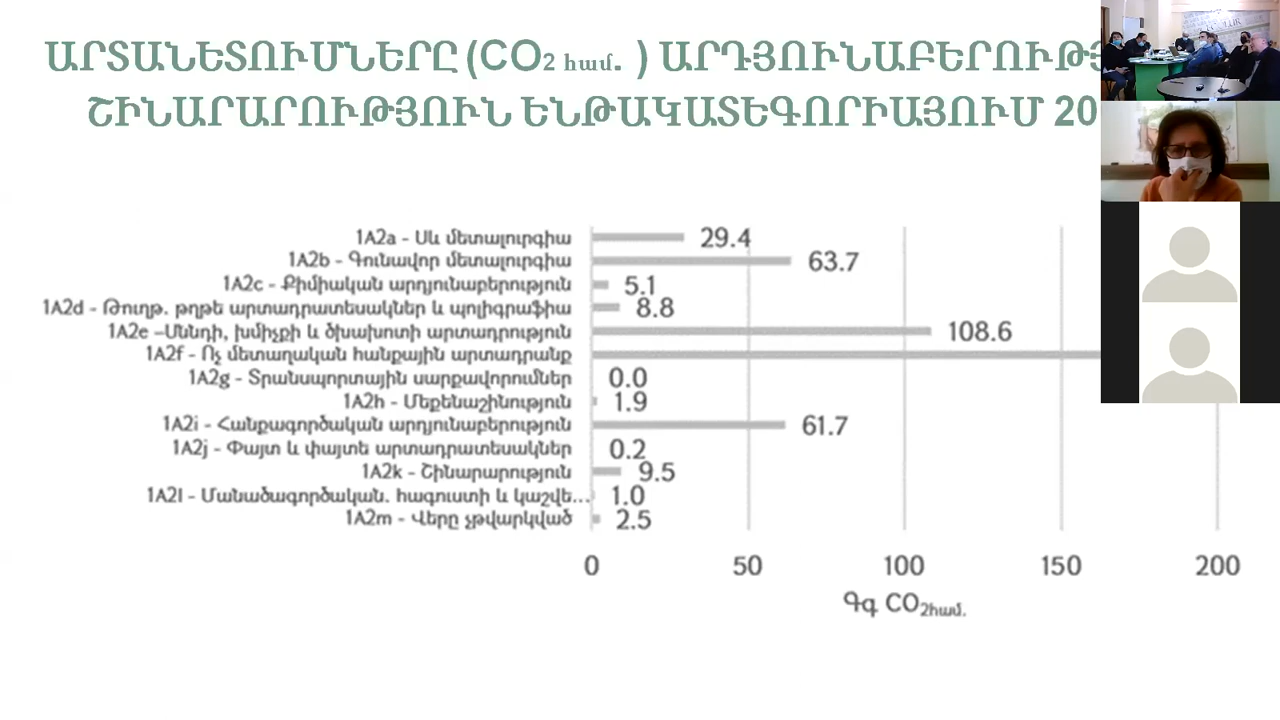 ԱՐՏԱՆԵՏՈՒՄՆԵՐԸ (CO2 համ. ) ԱՐԴՅՈՒՆԱԲԵՐՈՒԹՅ
ՇԻՆԱՐԱՐՈՒԹՅՈՒՆ ԵՆԹԱԿԱՏԵԳՈՐԻԱՅՈՒՄ 20
1A2a - Սև մետալուրգիա 29.4
1A2b - Գունավոր մետալուրգիա 63.7
1A2c - Քիմիական արդյունաբերություն 5.1
1A2d - Թուղթ. թղթե արտադրատեսակներ և պոլիգրաֆիա 8.8
1A2e –Սննդի, խմիչքի և ծխախոտի արտադրություն 108.6
1A2f - Ոչ մետաղական հանքային արտադրանք
1A2g - Տրանսպորտային սարքավորումներ 0.0
1A2h - Մեքենաշինություն 1.9
1A2i - Հանքագործական արդյունաբերություն 61.7
1A2j - Փայտ և փայտե արտադրատեսակներ 0.2
1A2k - Շինարարություն 9.5
1A2l - Մանածագործական. հագուստի և կաշվե... 1.0
1A2m - Վերը չթվարկված 2.5
0 50 100 150 200
Գգ CO2համ.